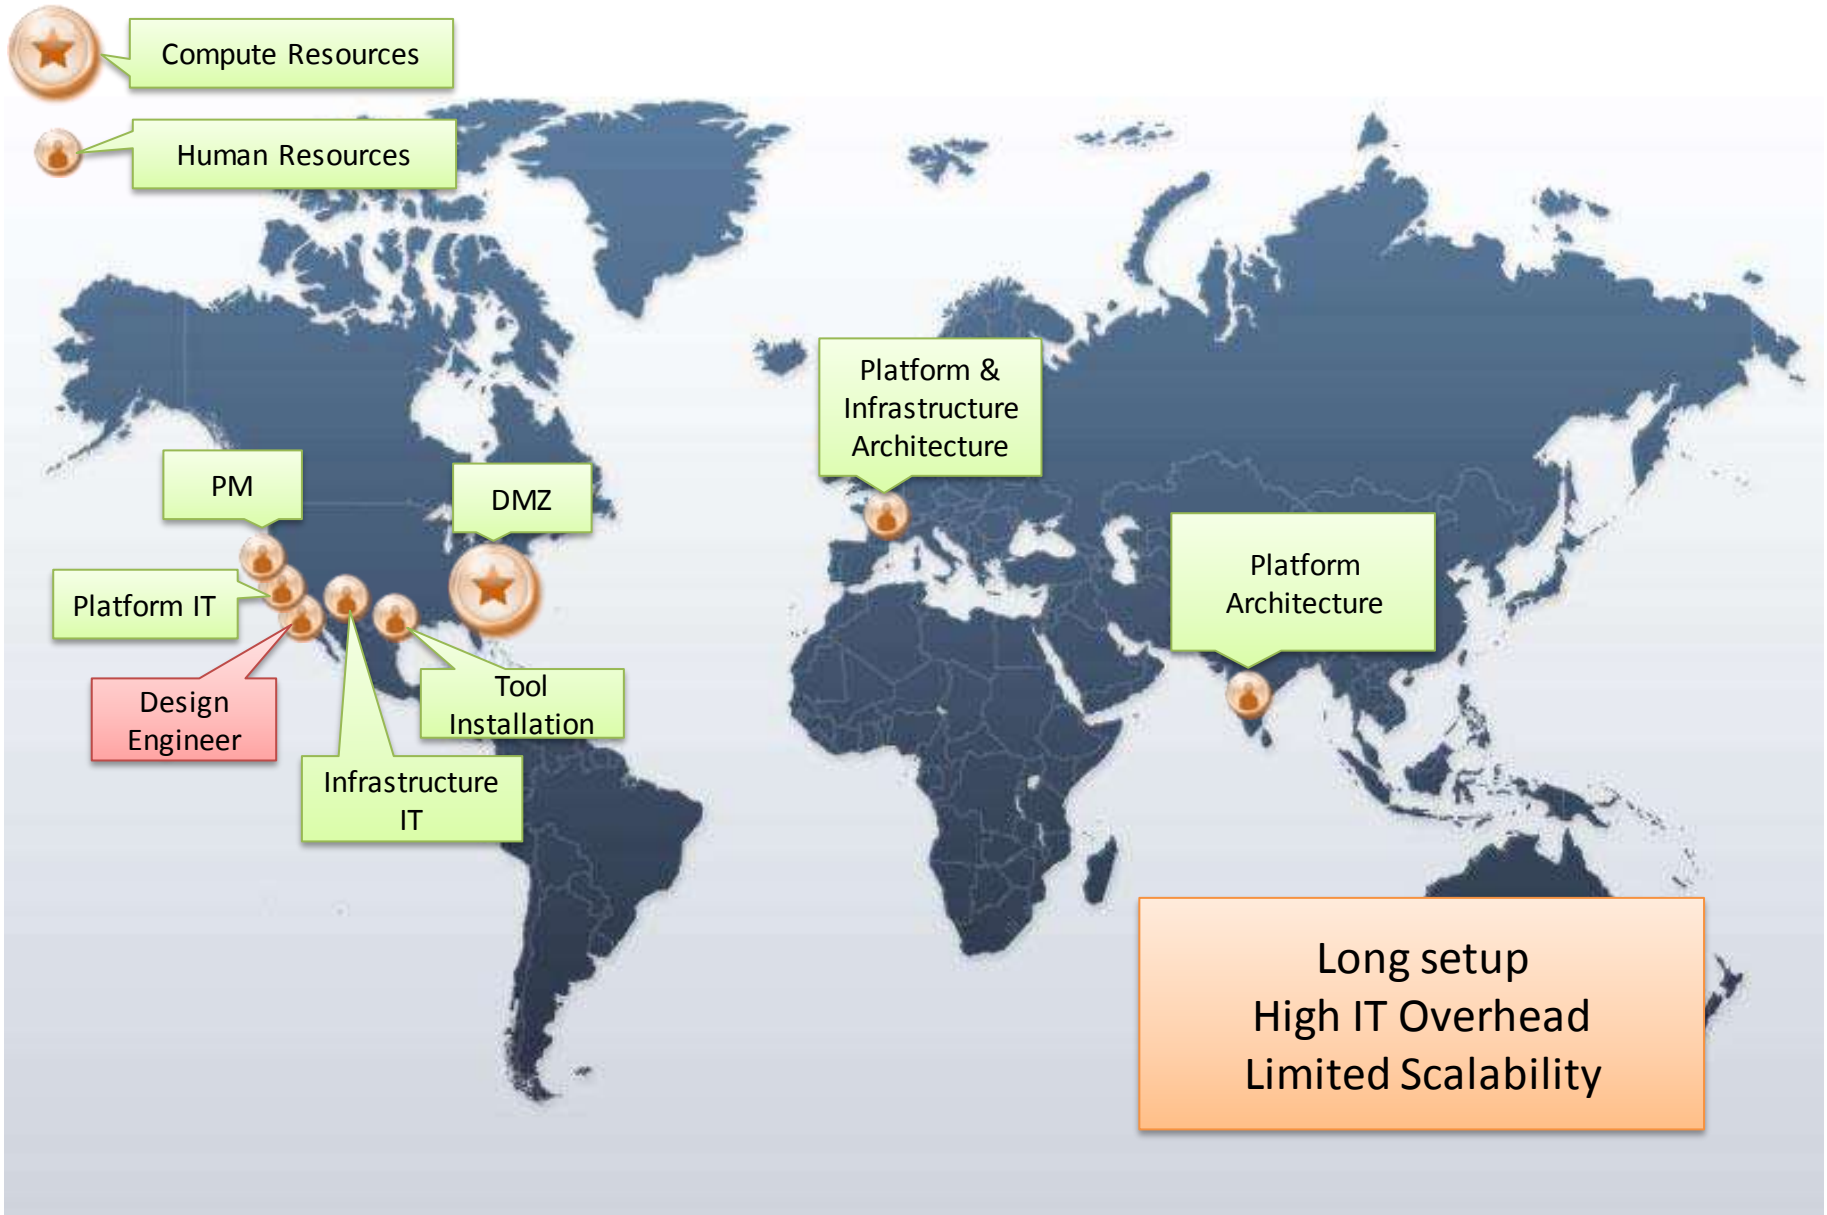 Compute Resources
Human Resources
Platform &
Infrastructure
Architecture
PM
DMZ
Platform
Architecture
Platform IT
Design
Engineer
Tool
Installation
Infrastructure
IT
Long setup
High IT Overhead
Limited Scalability